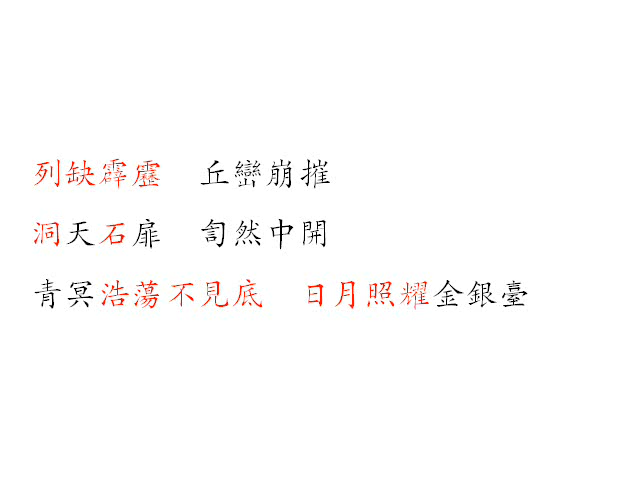 列缺霹靂　丘巒崩摧
洞天石扉　訇然中開
青冥浩蕩不見底　日月照耀金銀臺